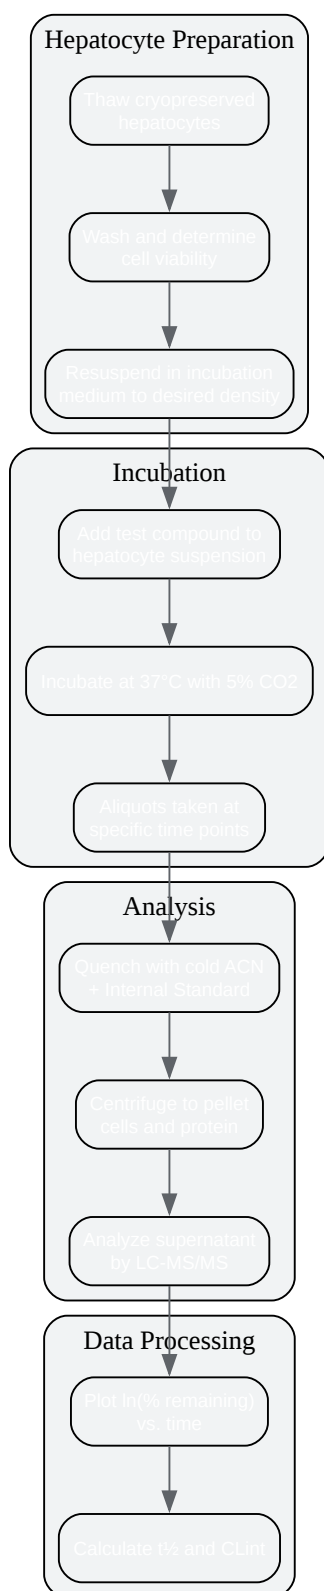 Hepatocyte Preparation
Thaw cryopreserved
hepatocytes
Wash and determine
cell viability
Resuspend in incubation
medium to desired density
Incubation
Add test compound to
hepatocyte suspension
Incubate at 37°C with 5% CO2
Aliquots taken at
specific time points
Analysis
Quench with cold ACN
+ Internal Standard
Centrifuge to pellet
cells and protein
Analyze supernatant
by LC-MS/MS
Data Processing
Plot ln(% remaining)
vs. time
Calculate t½ and CLint